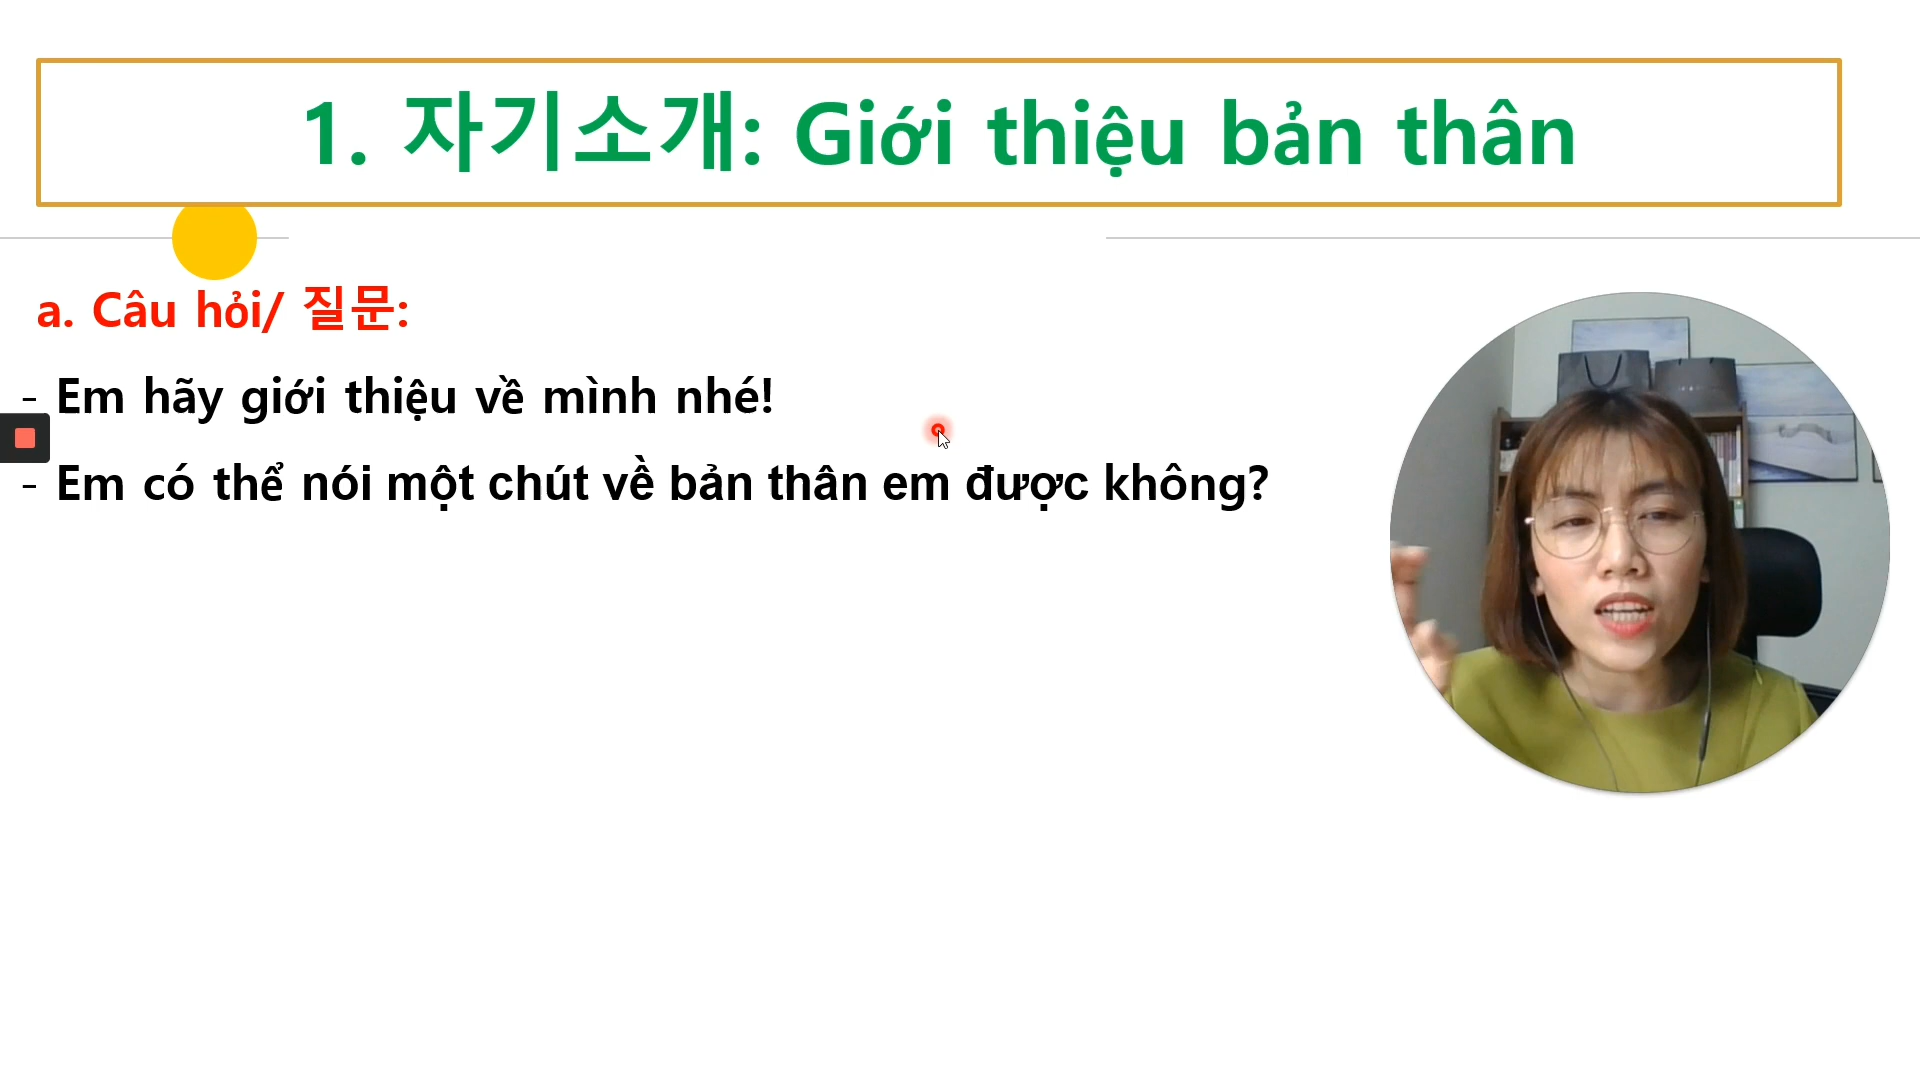 1. 자기소개: Giới thiệu bản thân
a. Câu hỏi/ 질문:
- Em hãy giới thiệu về mình nhé!
- Em có thể nói một chút về bản thân em được không?